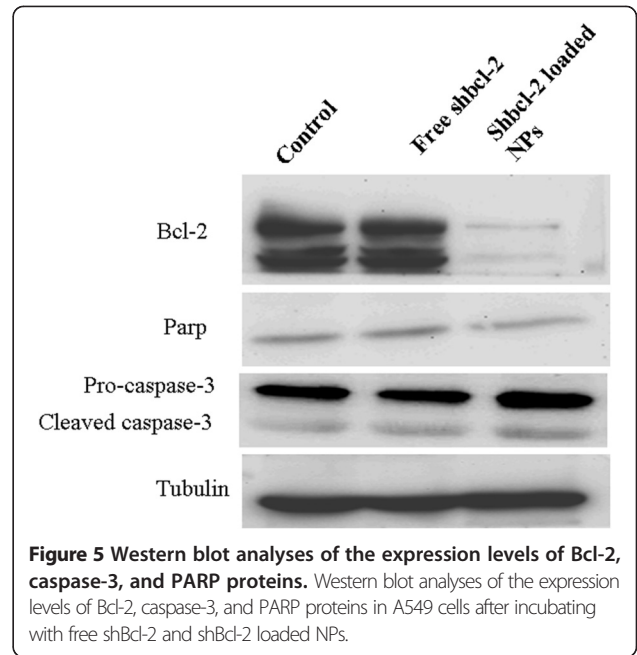 Control
Free shbcl-2
Shbcl-2 loaded
NPs
Bcl-2
Parp
Pro-caspase-3
Cleaved caspase-3
Tubulin
Figure 5 Western blot analyses of the expression levels of Bcl-2,
caspase-3, and PARP proteins. Western blot analyses of the expression
levels of Bcl-2, caspase-3, and PARP proteins in A549 cells after incubating
with free shBcl-2 and shBcl-2 loaded NPs.